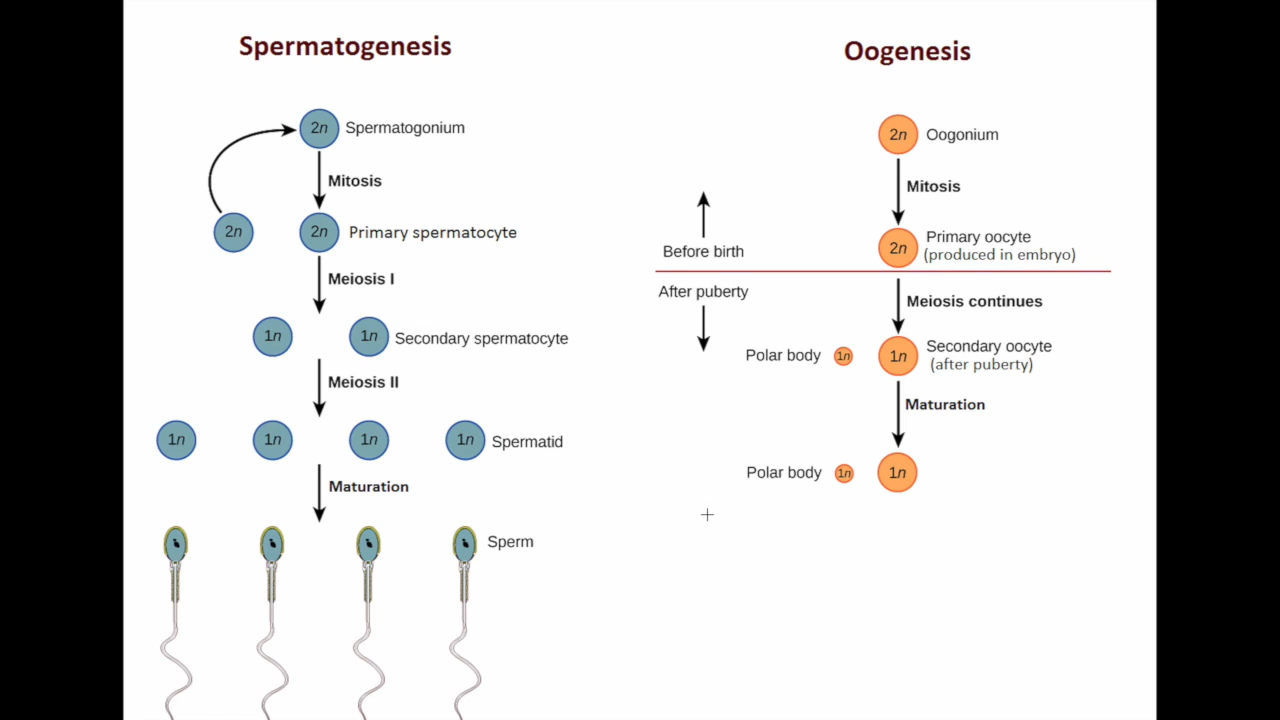 Spermatogenesis
2n Spermatogonium
Mitosis
2n 2n Primary spermatocyte
Meiosis I
1n 1n Secondary spermatocyte
Meiosis II
1n 1n 1n 1n Spermatid
Maturation
Sperm
Oogenesis
2n Oogonium
Mitosis
2n Primary oocyte
(produced in embryo)
Before birth
After puberty
Meiosis continues
Polar body 1n 1n Secondary oocyte
(after puberty)
Maturation
Polar body 1n 1n